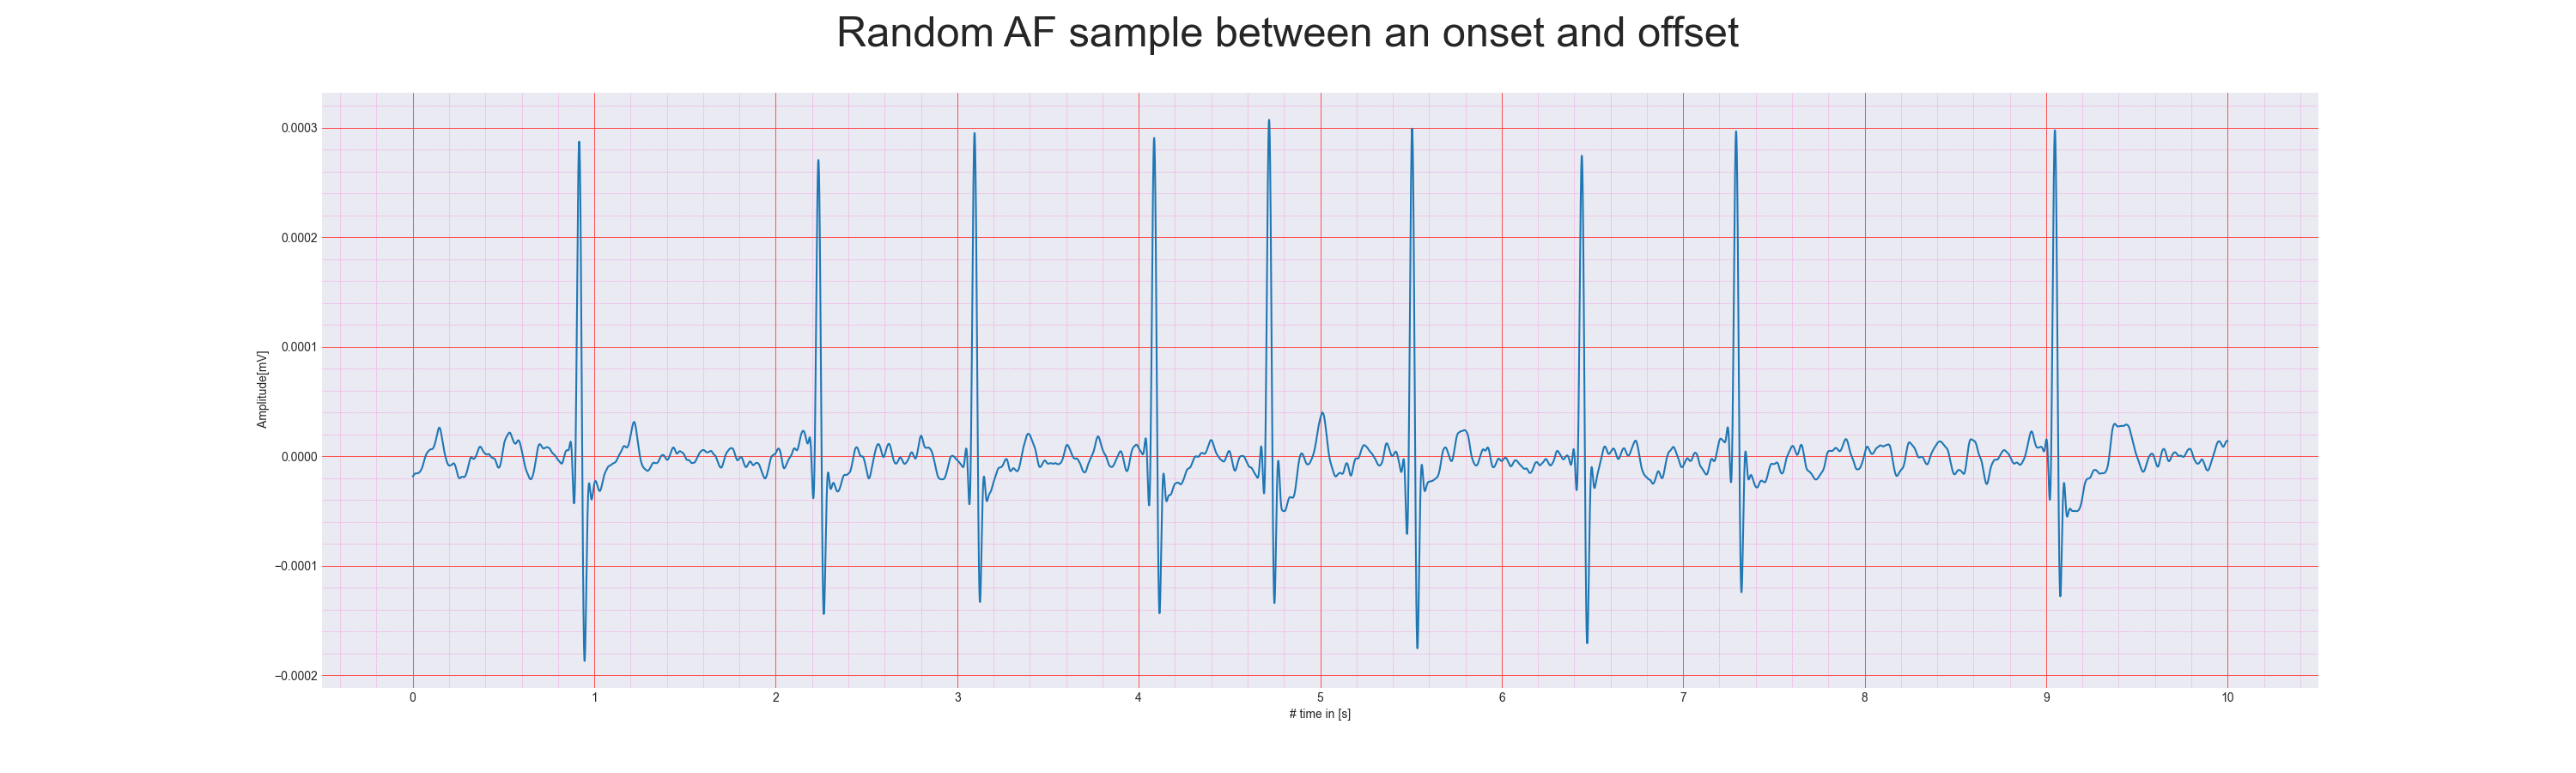 Random AF sample between an onset and offset
0.0003
0.0002
0.0001
0.0000
−0.0001
−0.0002
Amplitude[mV]
0 1 2 3 4 5 6 7 8 9 10
# time in [s]